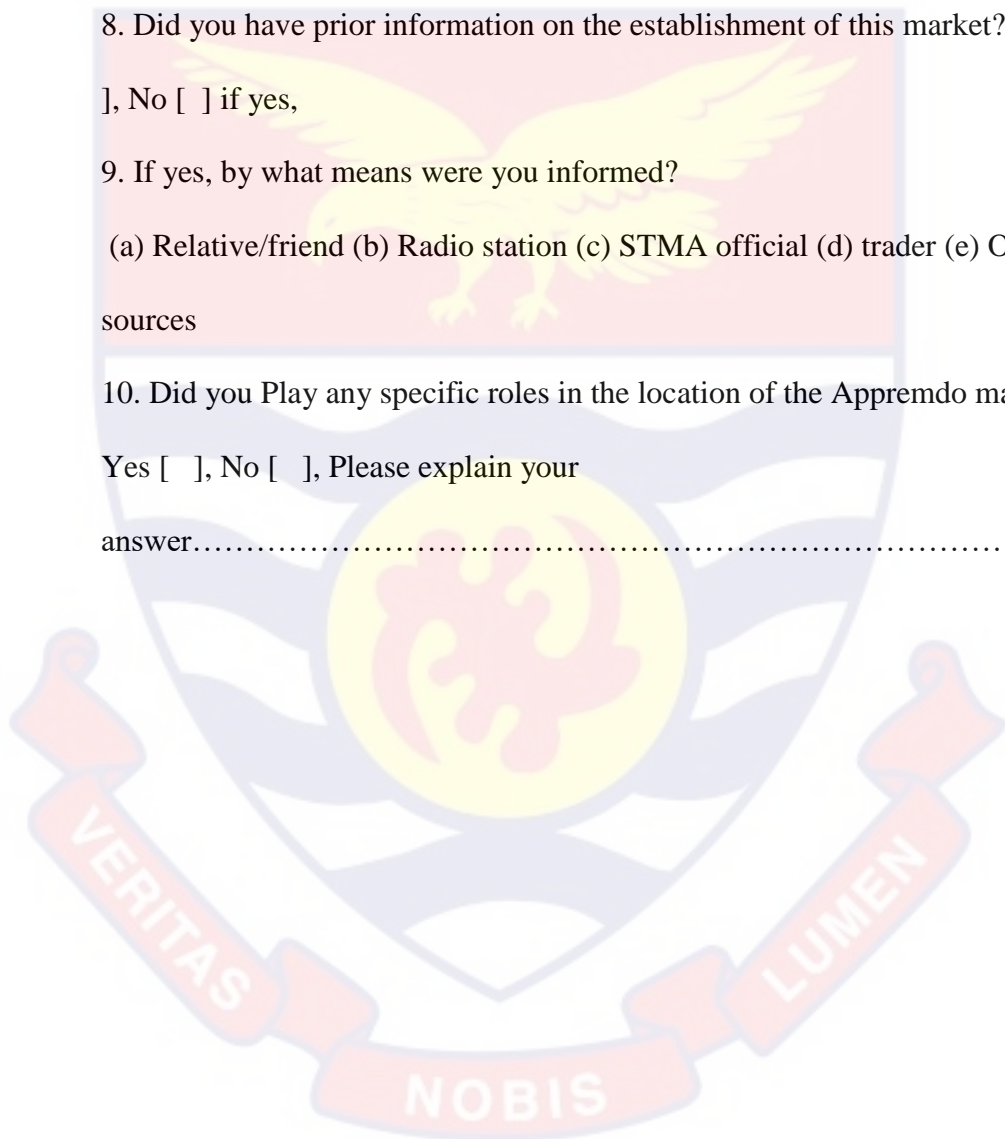 8. Did you have prior information on the establishment of this market?
], No [  ] if yes,
9. If yes, by what means were you informed?
(a) Relative/friend (b) Radio station (c) STMA official (d) trader (e) O
sources
10. Did you Play any specific roles in the location of the Appremdo ma
Yes [   ], No [   ], Please explain your
answer……………………………………………………………………
VERITAS
NOBIS
LUMEN